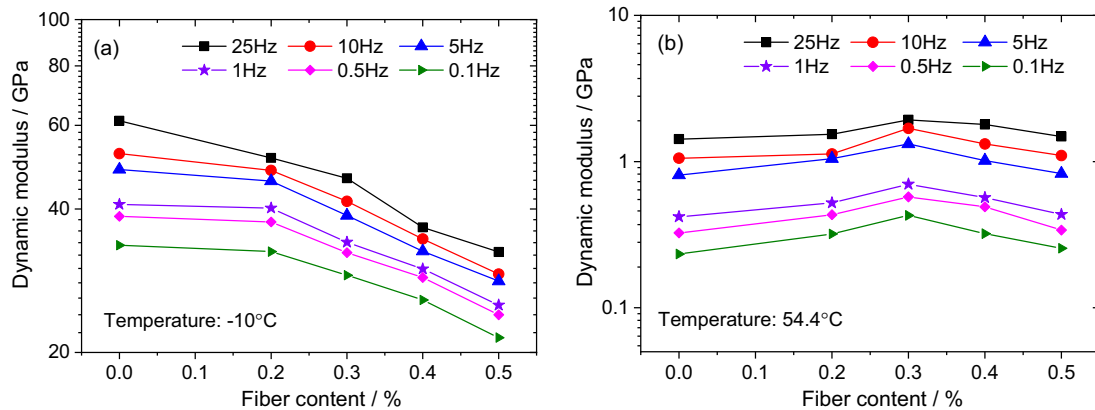 (a)
25Hz 10Hz 5Hz
1Hz 0.5Hz 0.1Hz
100
80
60
40
20
Dynamic modulus / GPa
Temperature: -10°C
0.0 0.1 0.2 0.3 0.4 0.5
Fiber content / %
(b)
25Hz 10Hz 5Hz
1Hz 0.5Hz 0.1Hz
10
1
0.1
Dynamic modulus / GPa
Temperature: 54.4°C
0.0 0.1 0.2 0.3 0.4 0.5
Fiber content / %